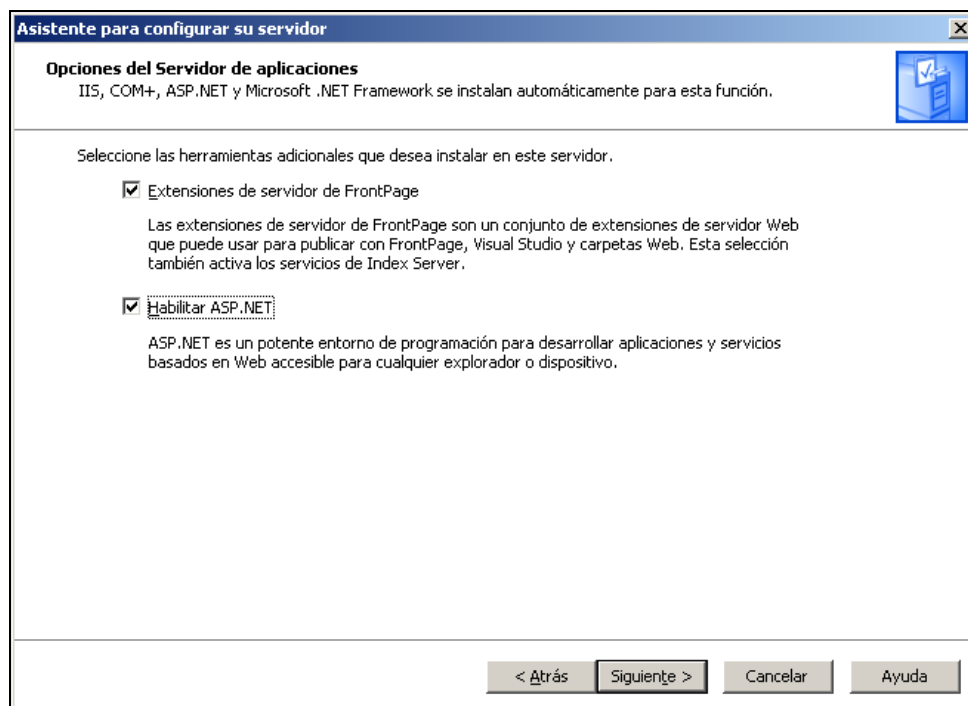 Asistente para configurar su servidor
Opciones del Servidor de aplicaciones
IIS, COM+, ASP.NET y Microsoft .NET Framework se instalan automáticamente para esta función.
Seleccione las herramientas adicionales que desea instalar en este servidor.
Extensiones de servidor de FrontPage
Las extensiones de servidor de FrontPage son un conjunto de extensiones de servidor Web
que puede usar para publicar con FrontPage, Visual Studio y carpetas Web. Esta selección
también activa los servicios de Index Server.
Habilitar ASP.NET
ASP.NET es un potente entorno de programación para desarrollar aplicaciones y servicios
basados en Web accesible para cualquier explorador o dispositivo.
< Atrás
Siguiente >
Cancelar
Ayuda